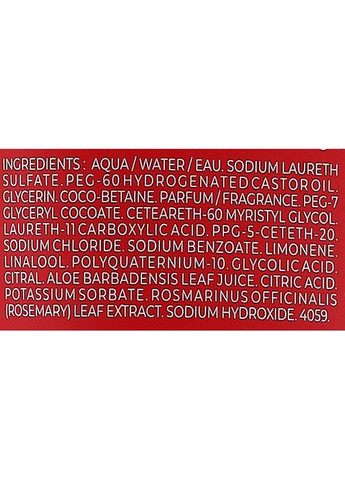 INGREDIENTS : AQUA / WATER / EAU. SODIUM LAURETH
SULFATE. PEG-60 HYDROGENATED CASTOR OIL.
GLYCERIN. COCO-BETAINE. PARFUM / FRAGRANCE. PEG-7
GLYCERYL COCOATE. CETEARETH-60 MYRISTYL GLYCOL.
LAURETH-11 CARBOXYLIC ACID. PPG-5-CETETH-20.
SODIUM CHLORIDE. SODIUM BENZOATE. LIMONENE.
LINALOOL. POLYQUATERNIUM-10. GLYCOLIC ACID.
CITRAL. ALOE BARBADENSIS LEAF JUICE. CITRIC ACID.
POTASSIUM SORBATE. ROSMARINUS OFFICINALIS
(ROSEMARY) LEAF EXTRACT. SODIUM HYDROXIDE. 4059.